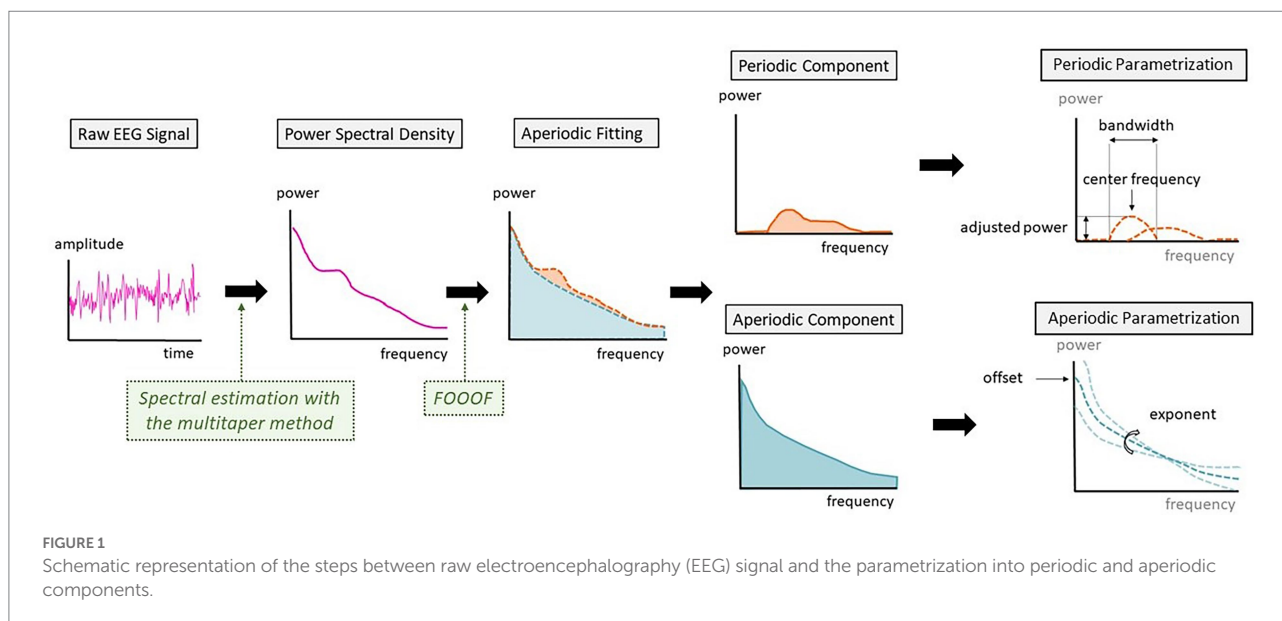 Raw EEG Signal
amplitude
time
Spectral estimation with
the multitaper method
Power Spectral Density
power
frequency
FOOOF
Aperiodic Fitting
power
frequency
Periodic Component
power
frequency
Periodic Parametrization
power
bandwidth
center frequency
adjusted power
frequency
Aperiodic Component
power
frequency
Aperiodic Parametrization
power
offset
exponent
frequency
FIGURE 1
Schematic representation of the steps between raw electroencephalography (EEG) signal and the parametrization into periodic and aperiodic
components.